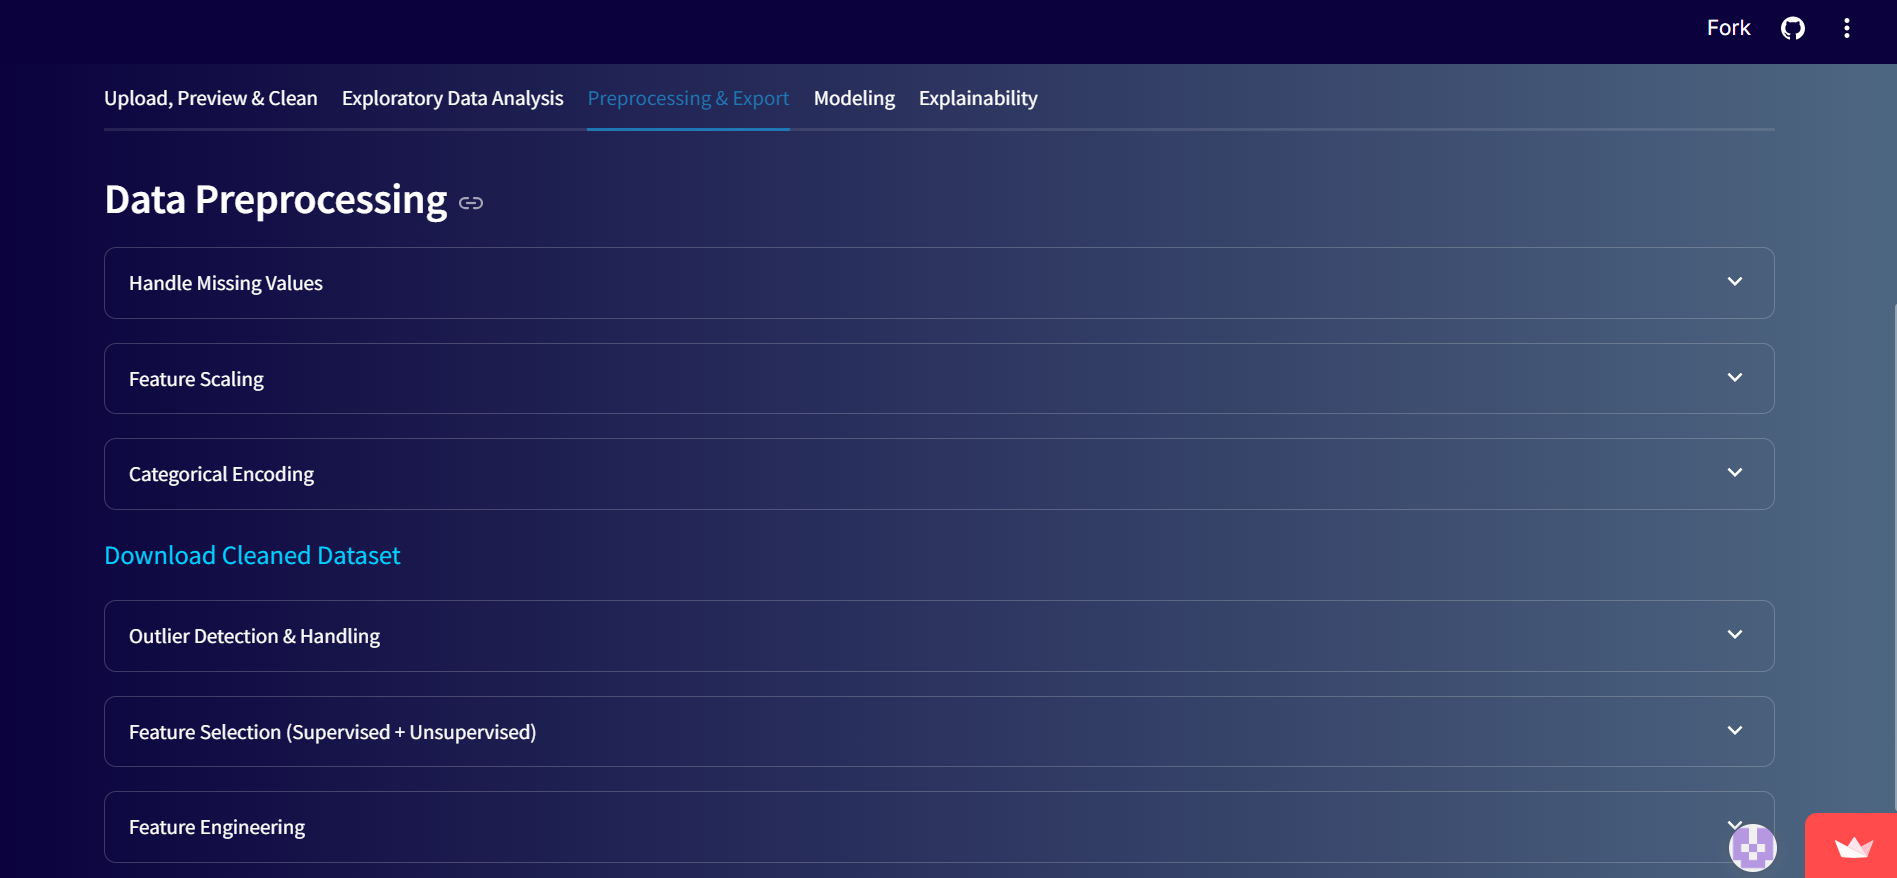 Fork
Upload, Preview & Clean Exploratory Data Analysis Preprocessing & Export Modeling Explainability
Data Preprocessing
Handle Missing Values
Feature Scaling
Categorical Encoding
Download Cleaned Dataset
Outlier Detection & Handling
Feature Selection (Supervised + Unsupervised)
Feature Engineering